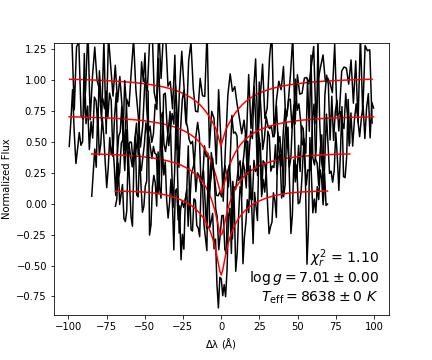 1.25
1.00
0.75
0.50
0.25
0.00
−0.25
−0.50
−0.75
Normalized Flux
χ²ᵣ = 1.10
log g = 7.01 ± 0.00
T_eff = 8638 ± 0 K
−100 −75 −50 −25 0 25 50 75 100
Δλ (Å)